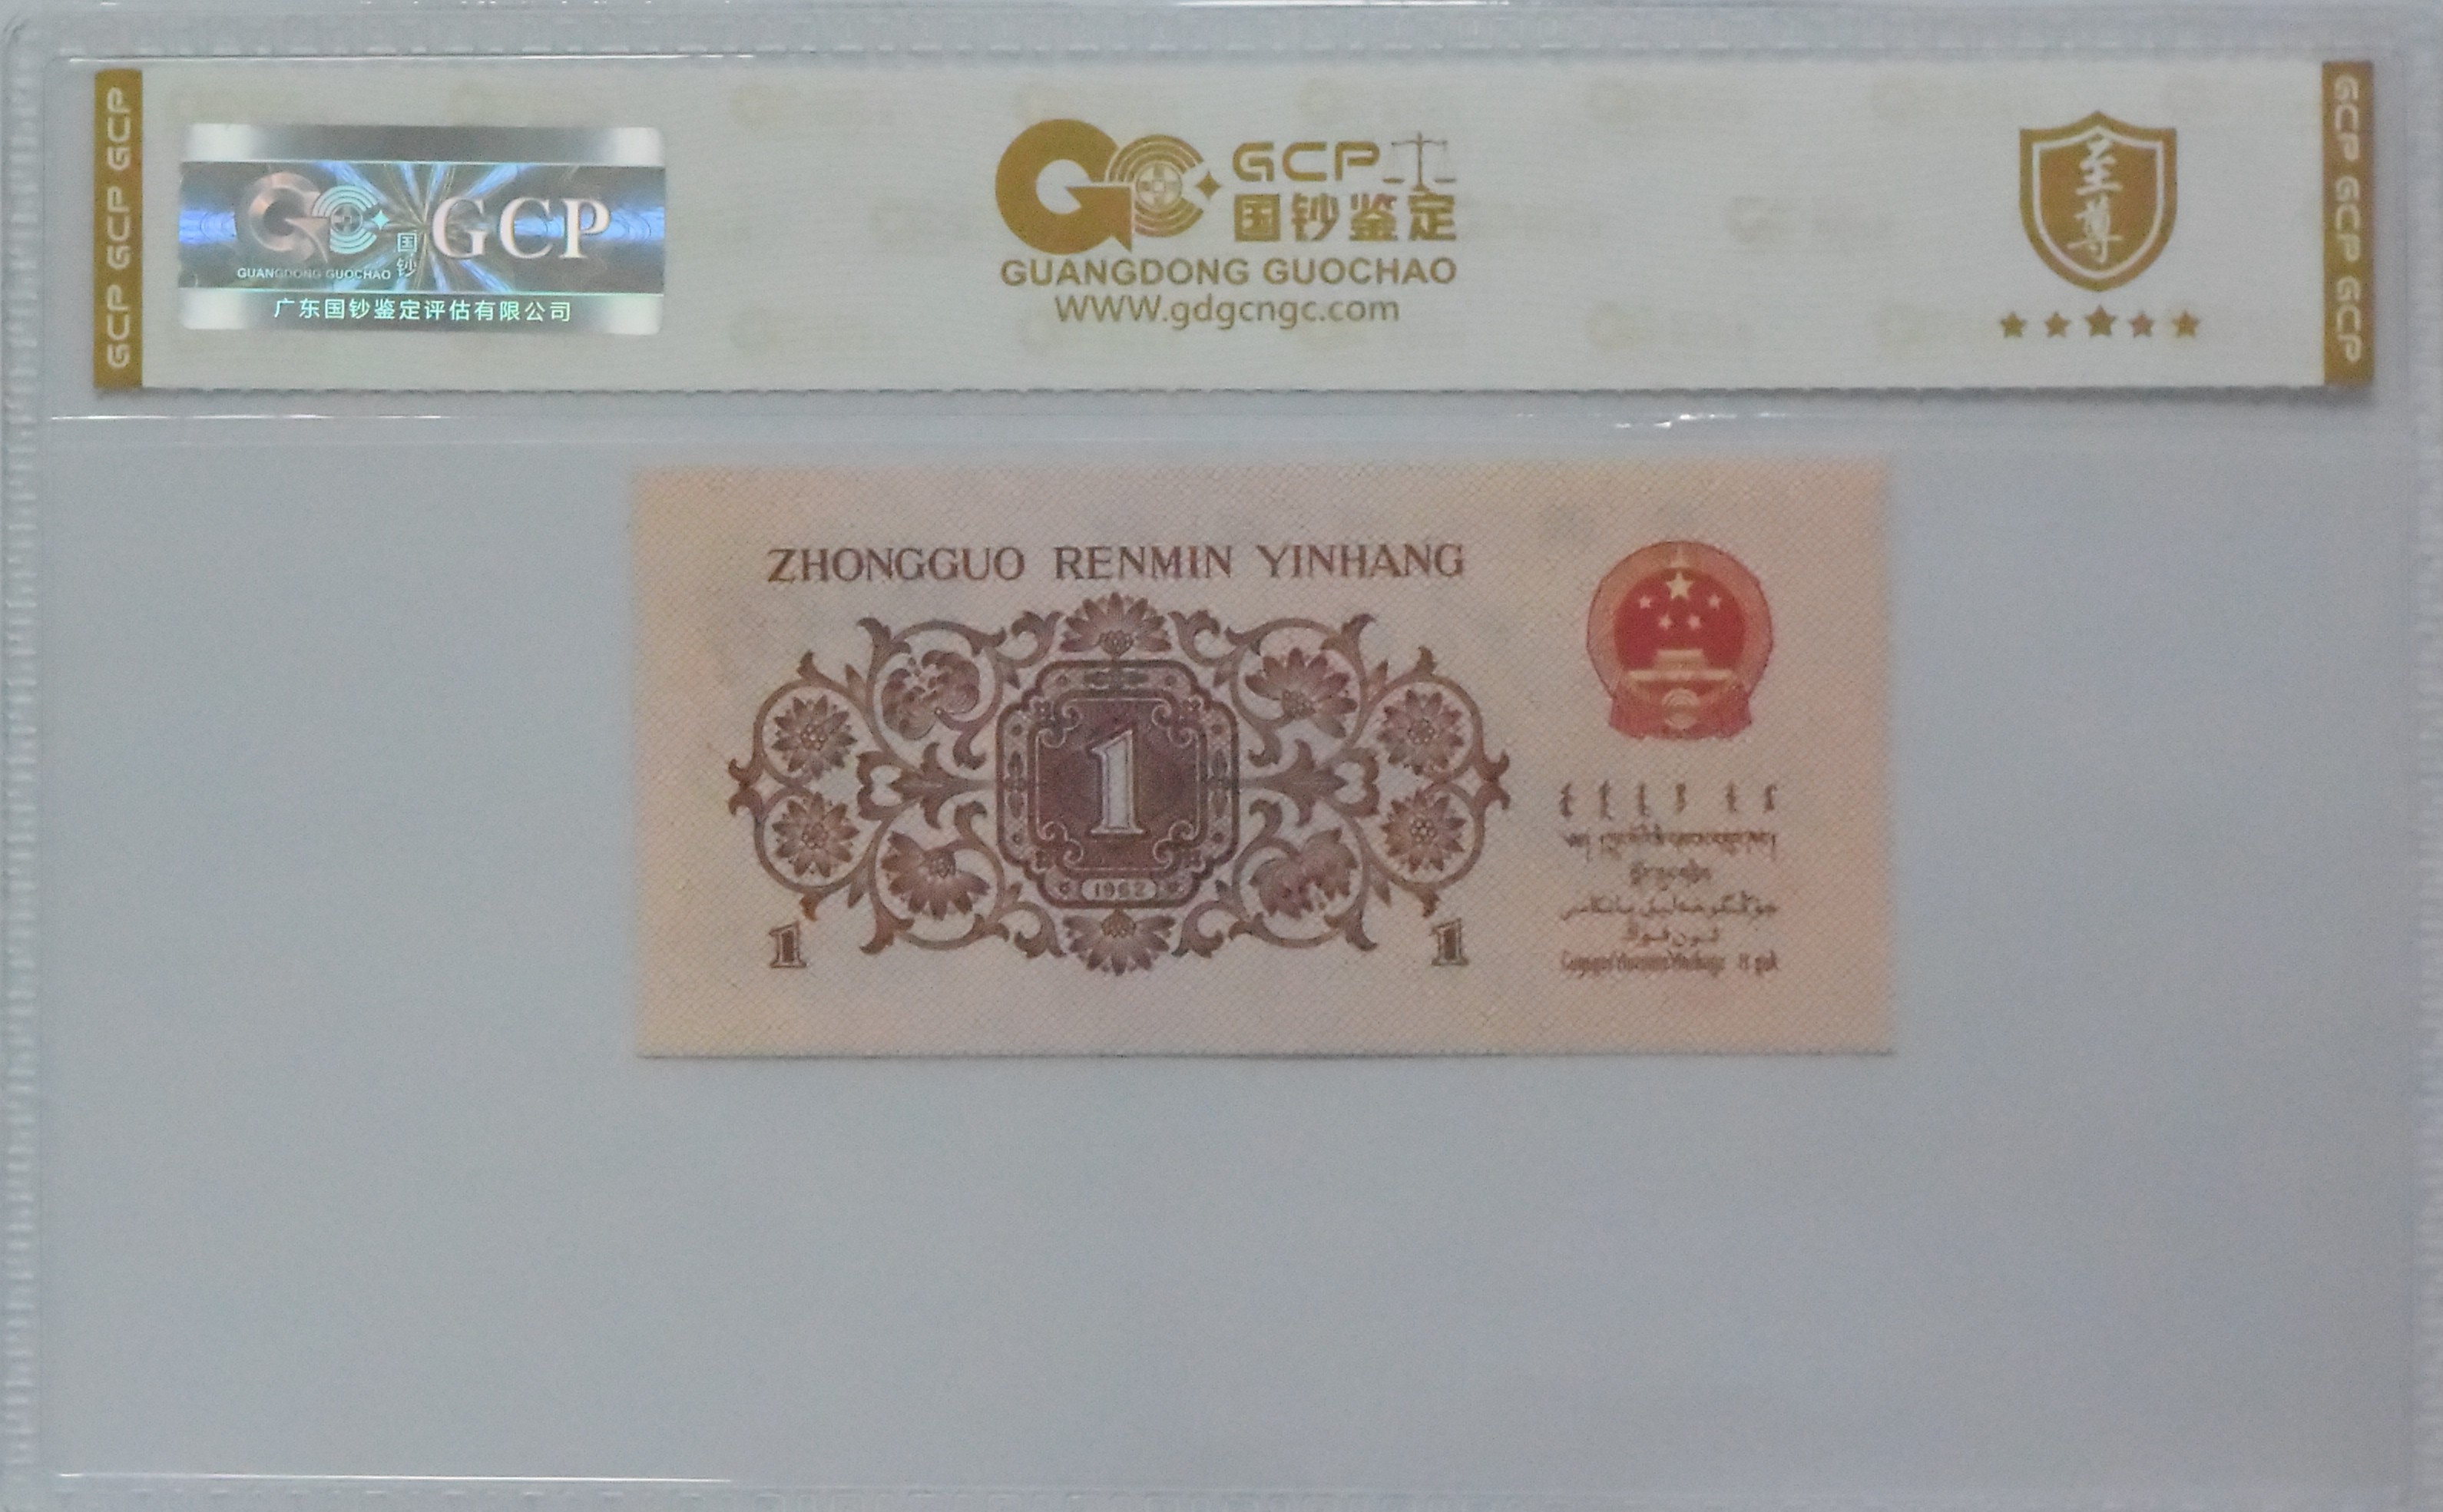 GCP GCP GCP
GUANGDONG GUOCHAO
国钞
GCP
广东国钞鉴定评估有限公司
GCP
国钞鉴定
GUANGDONG GUOCHAO
WWW.gdgcngc.com
至尊
GCP GCP GCP
ZHONGGUO RENMIN YINHANG
1
1962
1
1